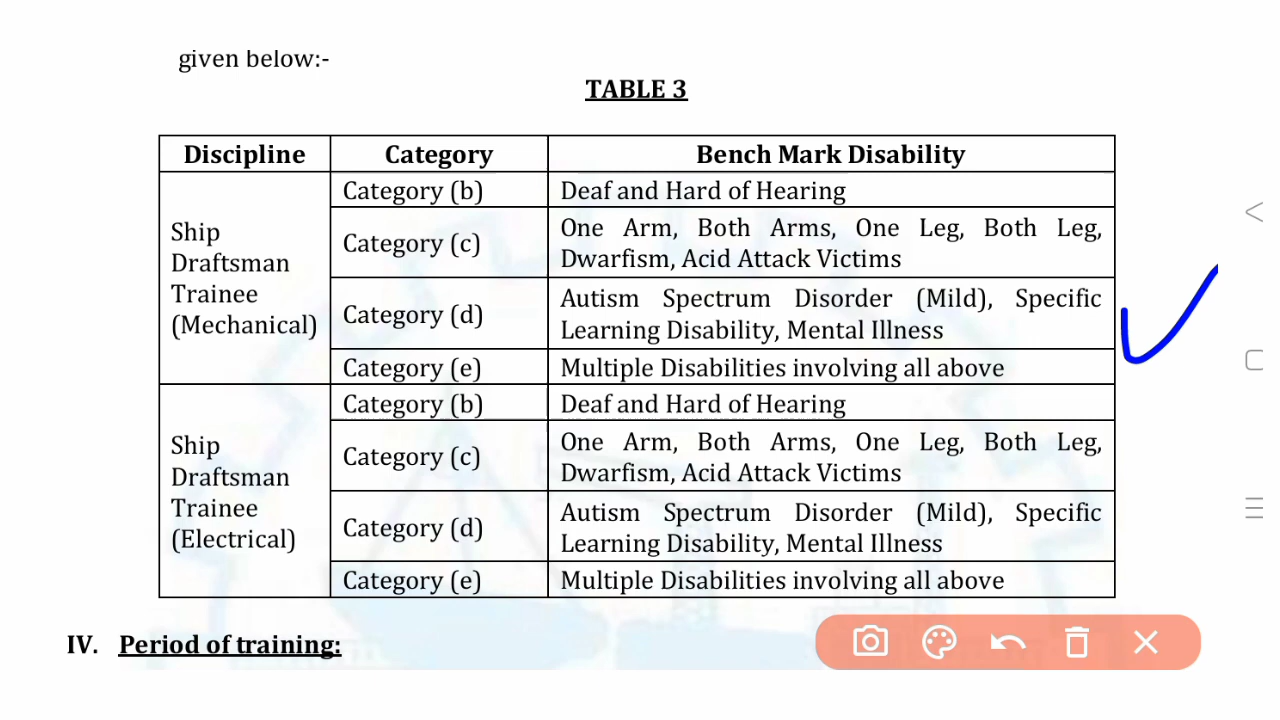 given below:-
TABLE 3
Discipline Category Bench Mark Disability
Ship
Draftsman
Trainee
(Mechanical)
Category (b) Deaf and Hard of Hearing
Category (c) One Arm, Both Arms, One Leg, Both Leg,
Dwarfism, Acid Attack Victims
Category (d) Autism Spectrum Disorder (Mild), Specific
Learning Disability, Mental Illness
Category (e) Multiple Disabilities involving all above
Ship
Draftsman
Trainee
(Electrical)
Category (b) Deaf and Hard of Hearing
Category (c) One Arm, Both Arms, One Leg, Both Leg,
Dwarfism, Acid Attack Victims
Category (d) Autism Spectrum Disorder (Mild), Specific
Learning Disability, Mental Illness
Category (e) Multiple Disabilities involving all above
IV. Period of training: